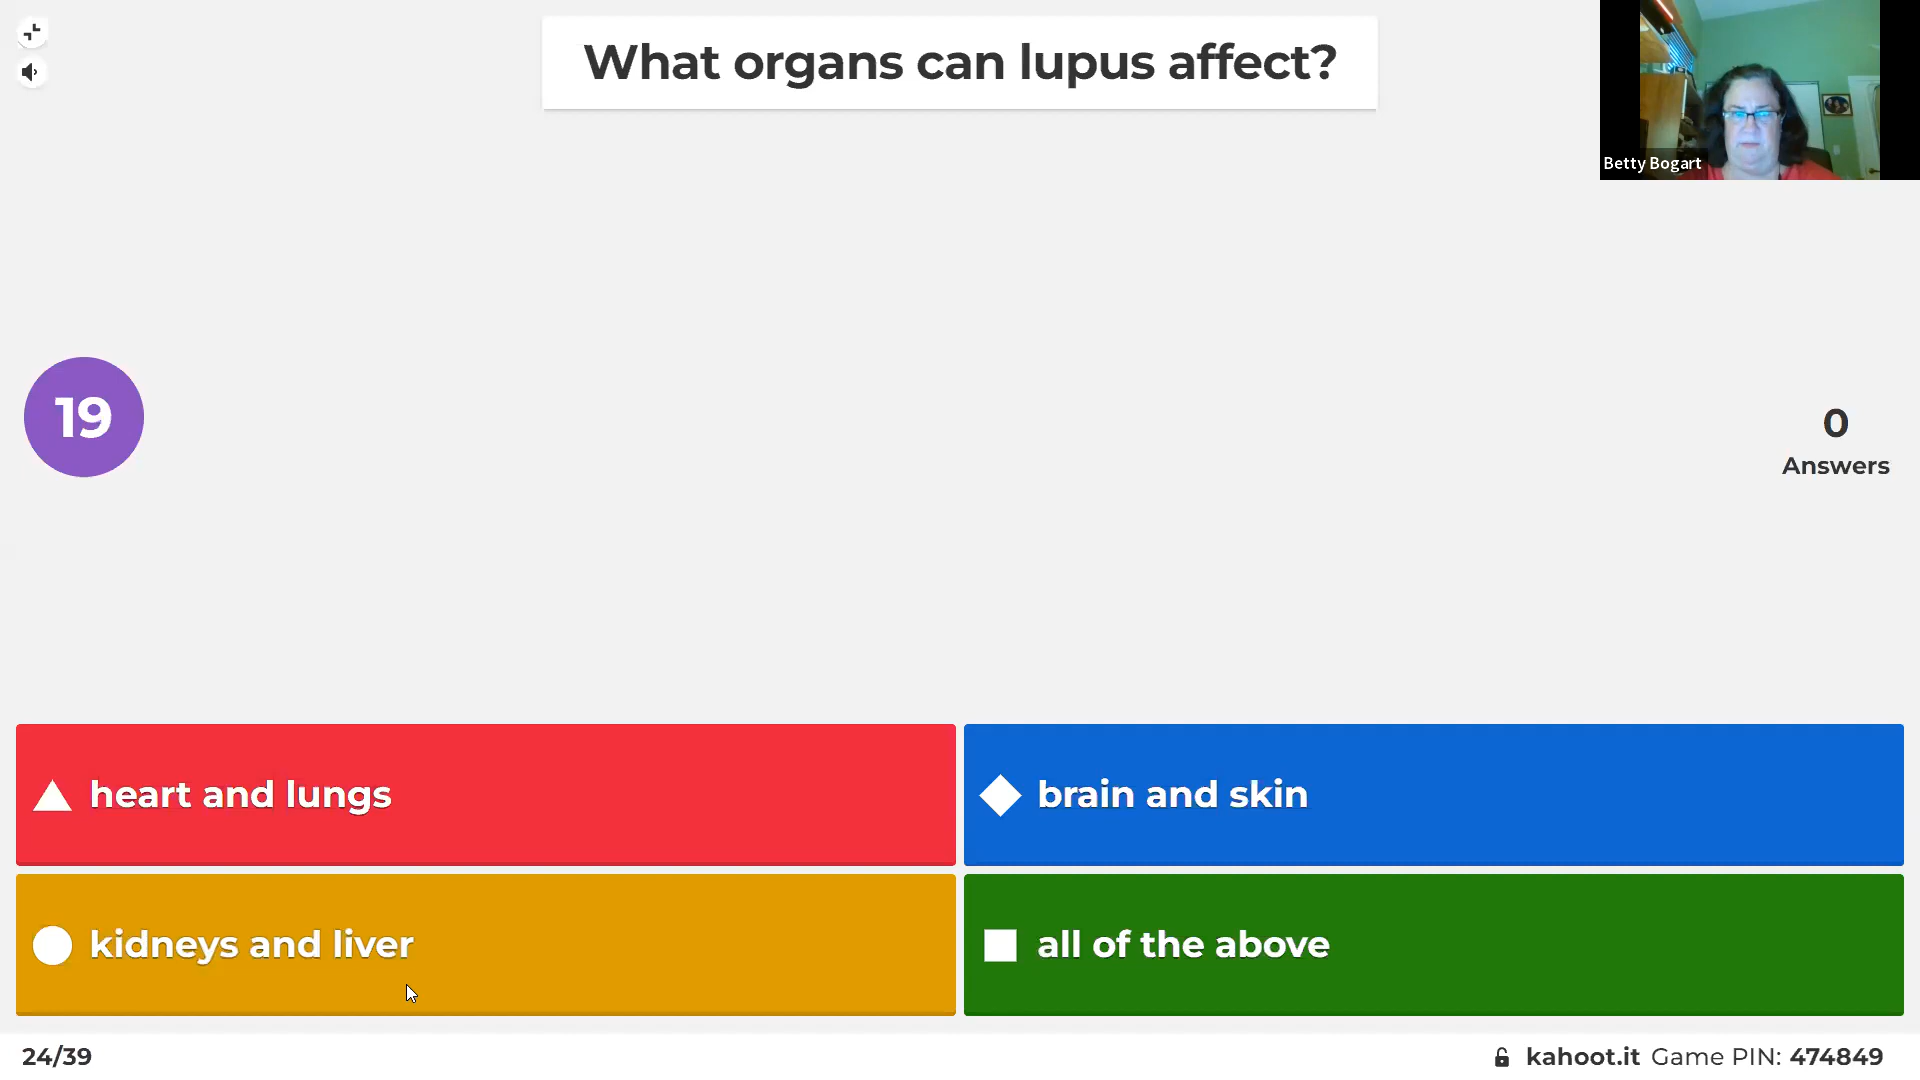 What organs can lupus affect?
Betty Bogart
19
0
Answers
heart and lungs
brain and skin
kidneys and liver
all of the above
24/39
kahoot.it Game PIN: 474849